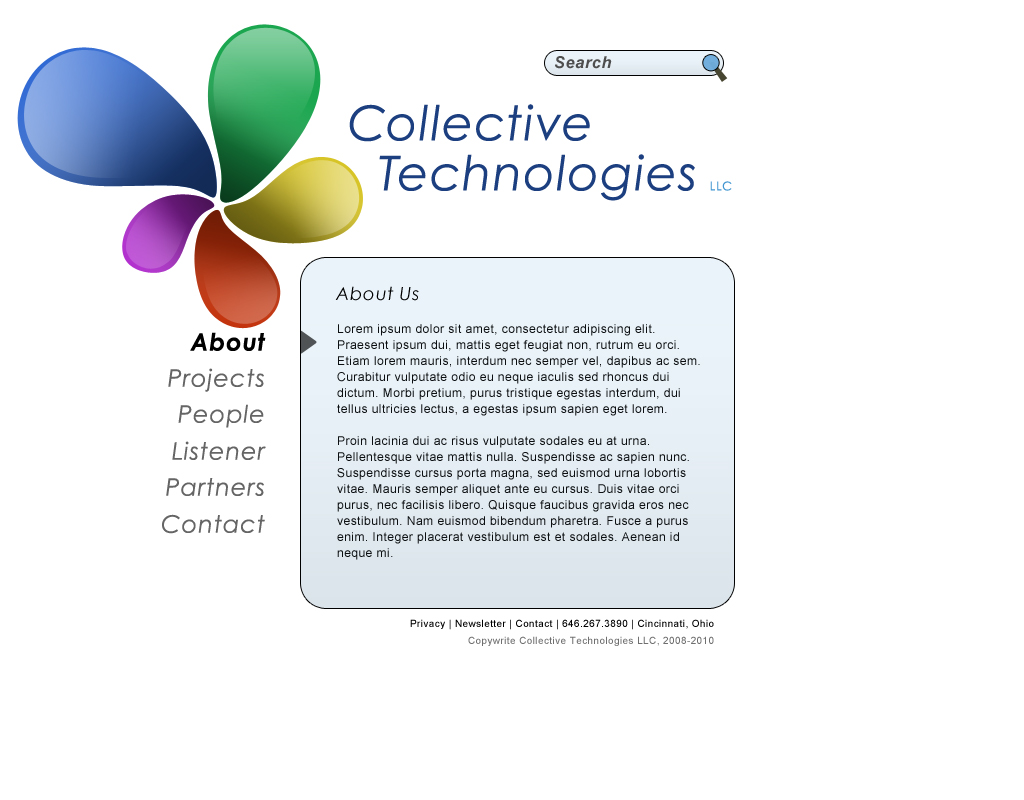 Search
Collective
Technologies LLC
About Us
Lorem ipsum dolor sit amet, consectetur adipiscing elit.
Praesent ipsum dui, mattis eget feugiat non, rutrum eu orci.
Etiam lorem mauris, interdum nec semper vel, dapibus ac sem.
Curabitur vulputate odio eu neque iaculis sed rhoncus dui
dictum. Morbi pretium, purus tristique egestas interdum, dui
tellus ultricies lectus, a egestas ipsum sapien eget lorem.
Proin lacinia dui ac risus vulputate sodales eu at urna.
Pellentesque vitae mattis nulla. Suspendisse ac sapien nunc.
Suspendisse cursus porta magna, sed euismod urna lobortis
vitae. Mauris semper aliquet ante eu cursus. Duis vitae orci
purus, nec facilisis libero. Quisque faucibus gravida eros nec
vestibulum. Nam euismod bibendum pharetra. Fusce a purus
enim. Integer placerat vestibulum est et sodales. Aenean id
neque mi.
About
Projects
People
Listener
Partners
Contact
Privacy | Newsletter | Contact | 646.267.3890 | Cincinnati, Ohio
Copywrite Collective Technologies LLC, 2008-2010